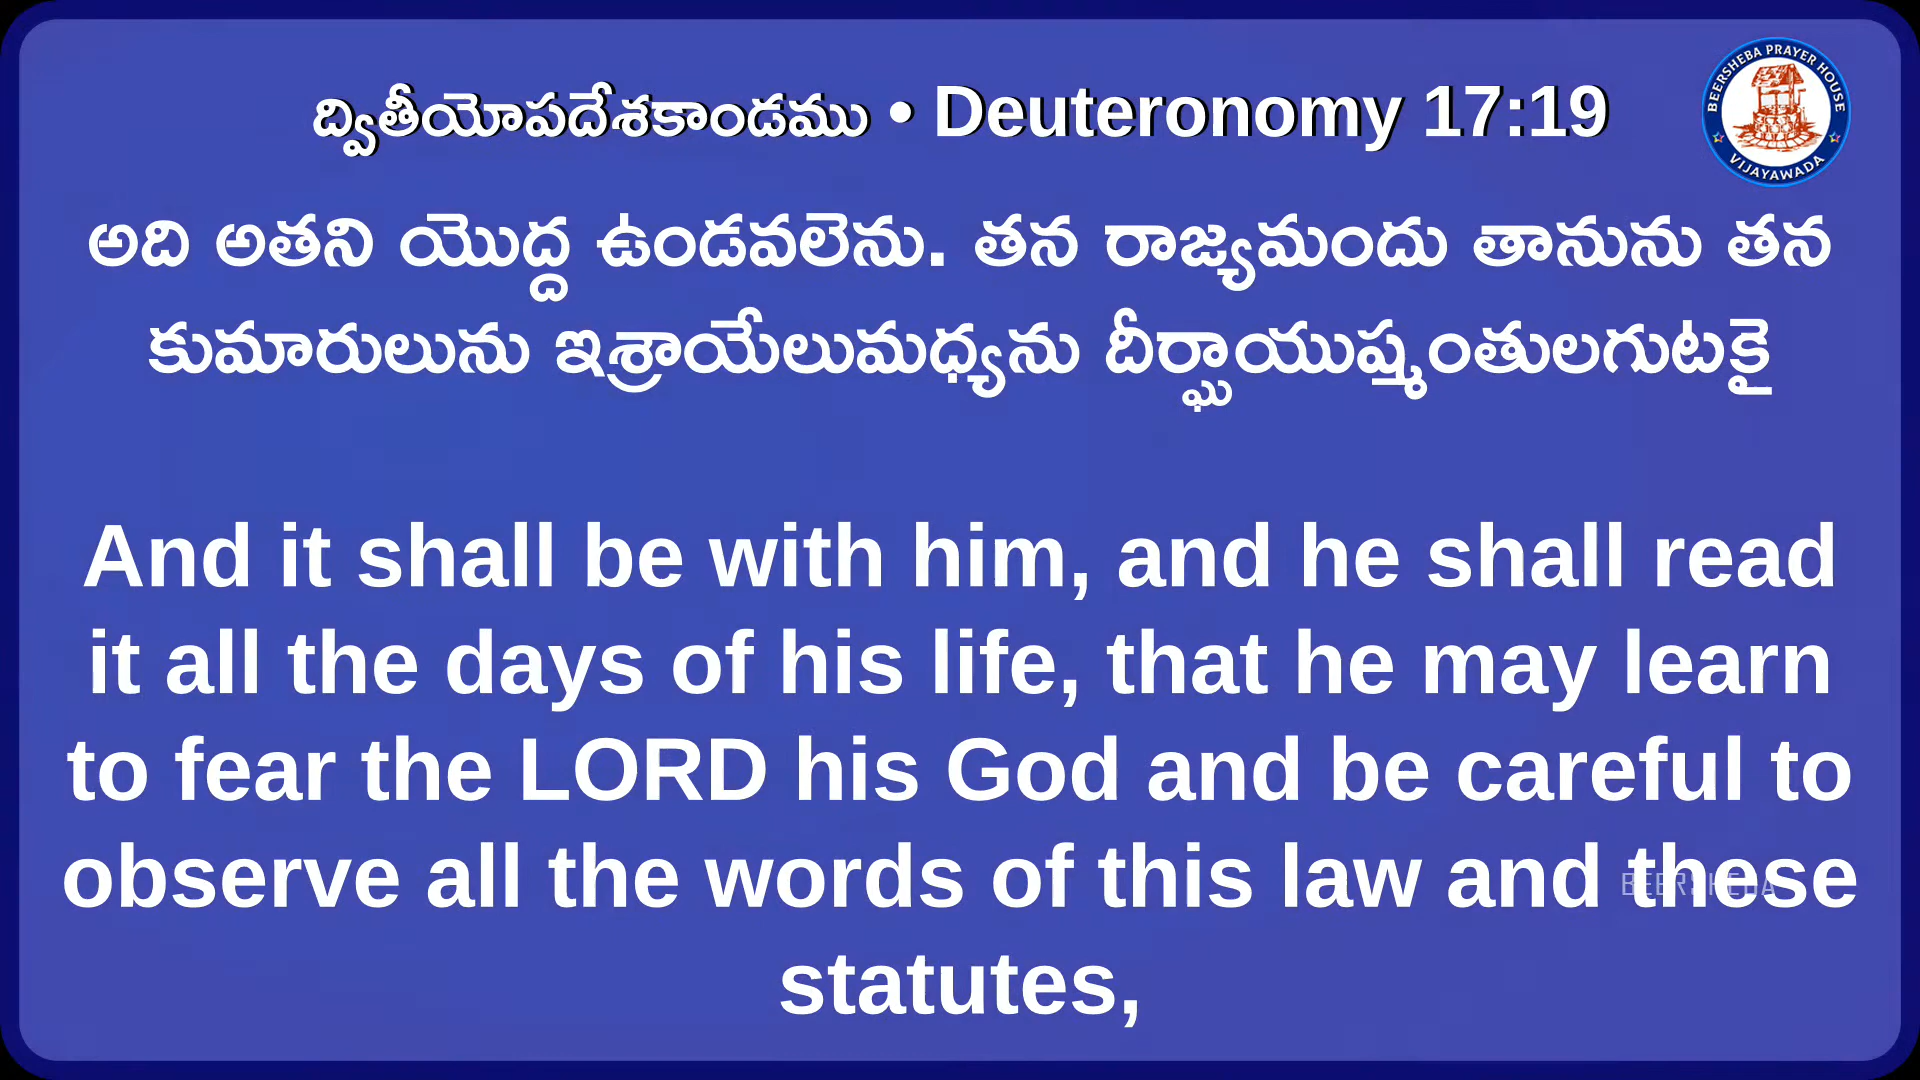 ద్వితీయోపదేశకాండము • Deuteronomy 17:19
BEERSHEBA PRAYER HOUSE
VIJAYAWADA
అది అతని యొద్ద ఉండవలెను. తన రాజ్యమందు తానును తన
కుమారులును ఇశ్రాయేలుమధ్యను దీర్ఘాయుష్మంతులగుటకై
And it shall be with him, and he shall read
it all the days of his life, that he may learn
to fear the LORD his God and be careful to
observe all the words of this law and these
BEERSHEBA
statutes,